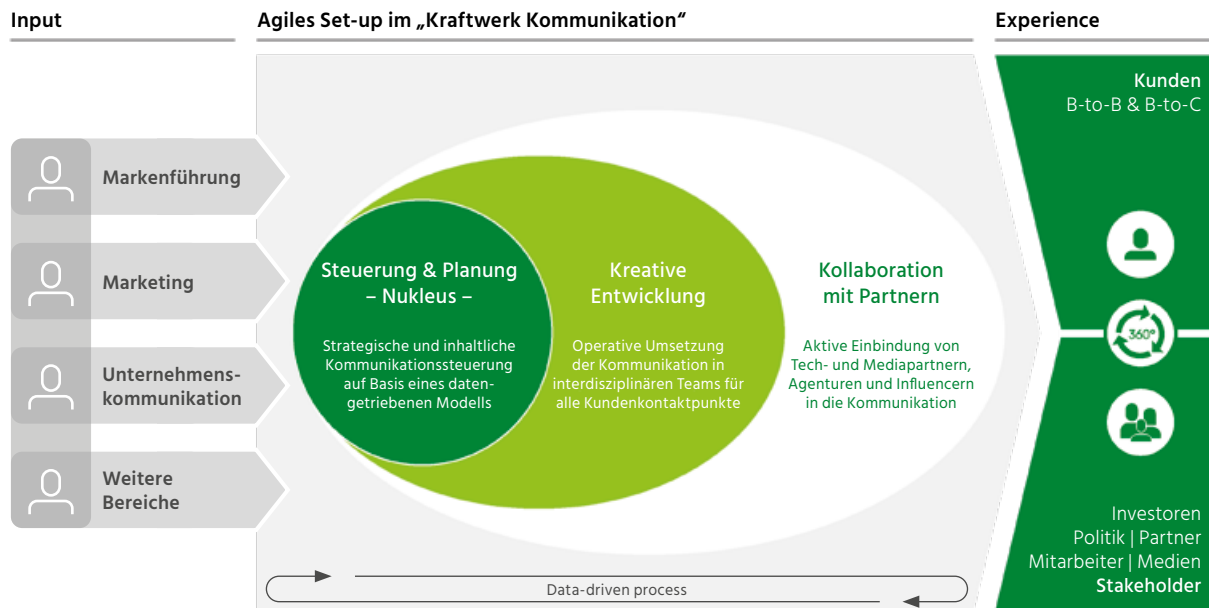 Input
Agiles Set-up im „Kraftwerk Kommunikation“
Experience
Markenführung
Marketing
Unternehmens-
kommunikation
Weitere
Bereiche
Steuerung & Planung
– Nukleus –
Strategische und inhaltliche
Kommunikationssteuerung
auf Basis eines daten-
getriebenen Modells
Kreative
Entwicklung
Operative Umsetzung
der Kommunikation in
interdisziplinären Teams für
alle Kundenkontaktpunkte
Kollaboration
mit Partnern
Aktive Einbindung von
Tech- und Mediapartnern,
Agenturen und Influencern
in die Kommunikation
Data-driven process
Kunden
B-to-B & B-to-C
360°
Investoren
Politik | Partner
Mitarbeiter | Medien
Stakeholder